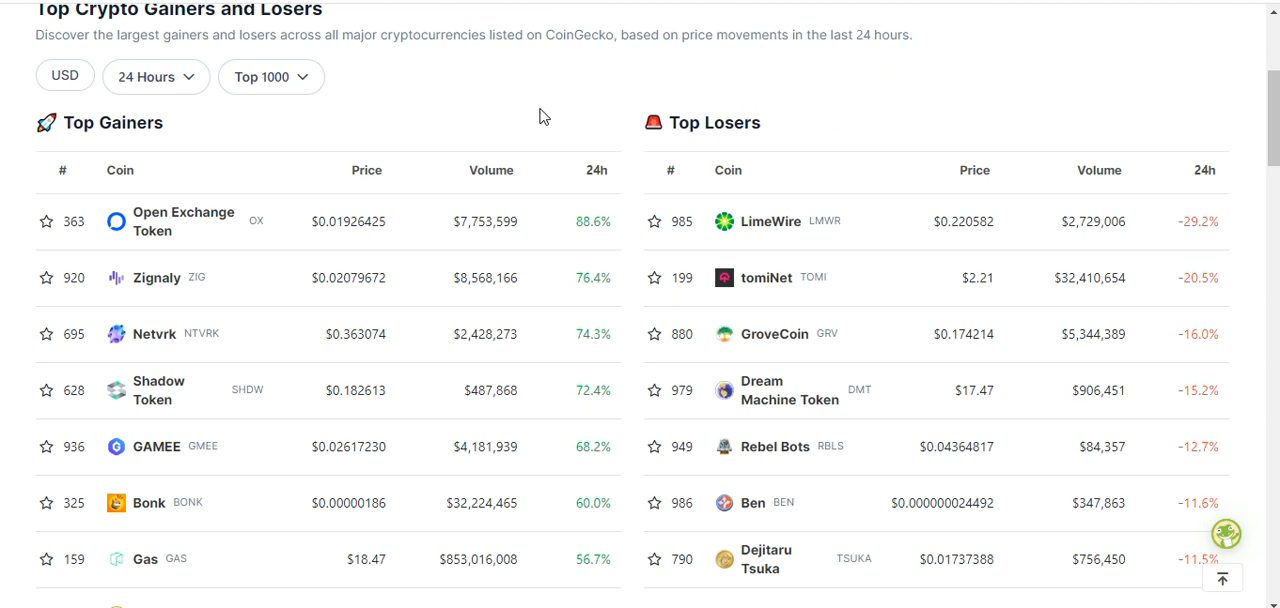 Top Crypto Gainers and Losers
Discover the largest gainers and losers across all major cryptocurrencies listed on CoinGecko, based on price movements in the last 24 hours.
USD 24 Hours Top 1000
Top Gainers
# Coin Price Volume 24h
363 Open Exchange Token OX $0.01926425 $7,753,599 88.6%
920 Zignaly ZIG $0.02079672 $8,568,166 76.4%
695 Netvrk NTVRK $0.363074 $2,428,273 74.3%
628 Shadow Token SHDW $0.182613 $487,868 72.4%
936 GAMEE GMEE $0.02617230 $4,181,939 68.2%
325 Bonk BONK $0.00000186 $32,224,465 60.0%
159 Gas GAS $18.47 $853,016,008 56.7%
Top Losers
# Coin Price Volume 24h
985 LimeWire LMWR $0.220582 $2,729,006 -29.2%
199 tomiNet TOMI $2.21 $32,410,654 -20.5%
880 GroveCoin GRV $0.174214 $5,344,389 -16.0%
979 Dream Machine Token DMT $17.47 $906,451 -15.2%
949 Rebel Bots RBLS $0.04364817 $84,357 -12.7%
986 Ben BEN $0.000000024492 $347,863 -11.6%
790 Dejitaru Tsuka TSUKA $0.01737388 $756,450 -11.5%